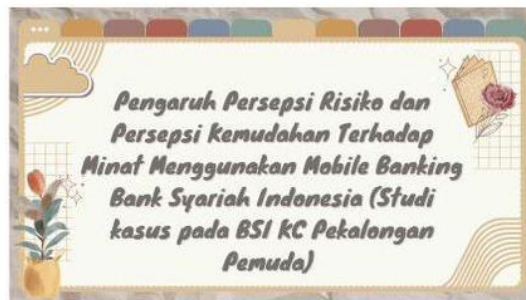 Pengaruh Persepsi Risiko dan
Persepsi Kemudahan Terhadap
Minat Menggunakan Mobile Banking
Bank Syariah Indonesia (Studi
kasus pada BSI KC Pekalongan
Pemuda)